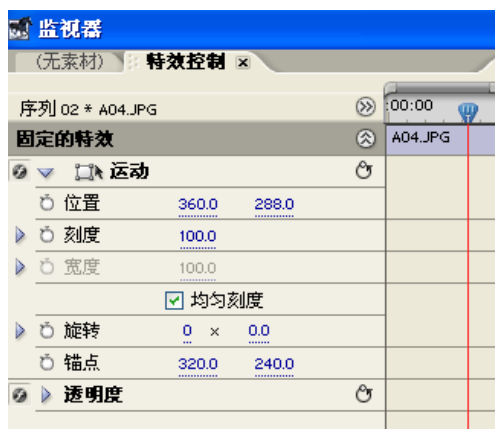 监视器
(无素材) 特效控制
序列 02 * A04.JPG :00:00
固定的特效 A04.JPG
运动
位置 360.0 288.0
刻度 100.0
宽度 100.0
均匀刻度
旋转 0 × 0.0
锚点 320.0 240.0
透明度